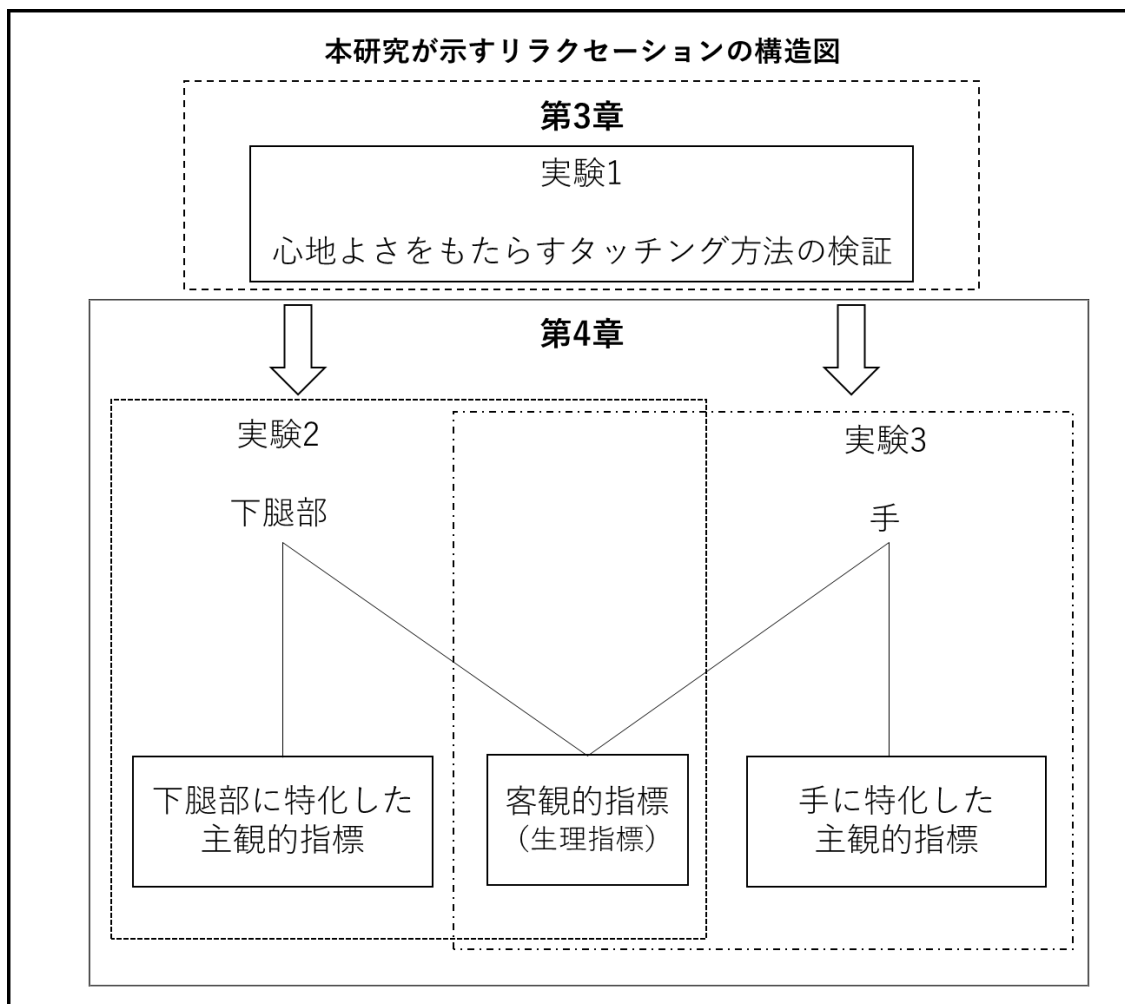 本研究が示すリラクセーションの構造図
第3章
実験1
心地よさをもたらすタッチング方法の検証
第4章
実験2
実験3
下腿部
手
下腿部に特化した
主観的指標
客観的指標
（生理指標）
手に特化した
主観的指標